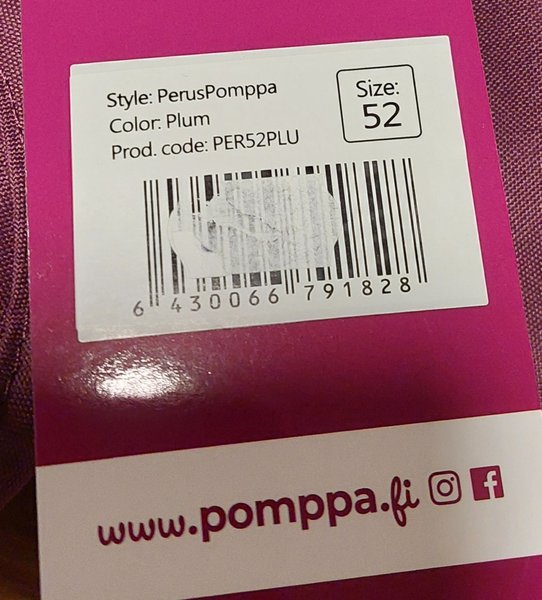 Style: PerusPomppa
Color: Plum
Prod. code: PER52PLU
Size:
52
6 430066 791828
www.pomppa.fi